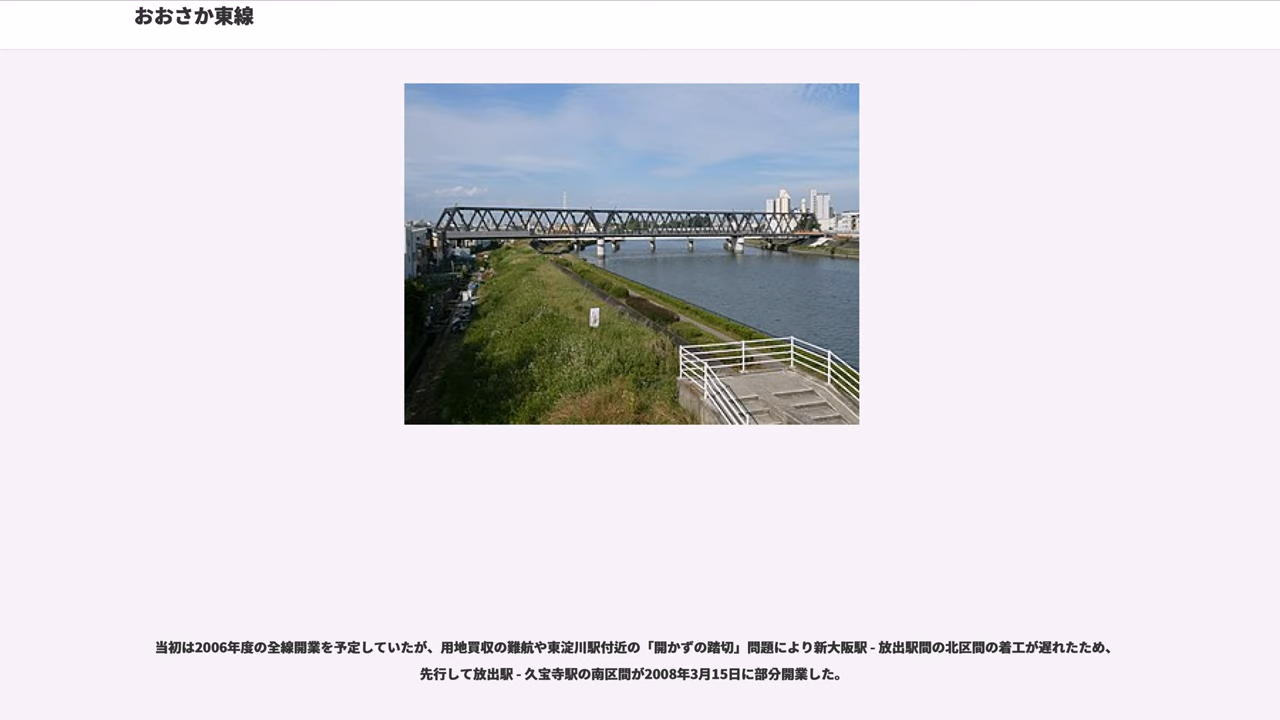 おおさか東線
当初は2006年度の全線開業を予定していたが、用地買収の難航や東淀川駅付近の「開かずの踏切」問題により新大阪駅 - 放出駅間の北区間の着工が遅れたため、
先行して放出駅 - 久宝寺駅の南区間が2008年3月15日に部分開業した。